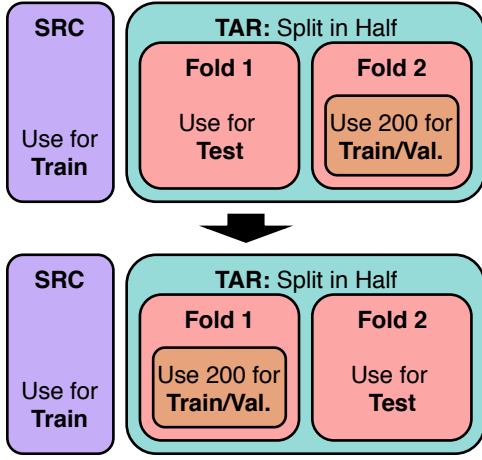 SRC
Use for
Train
TAR: Split in Half
Fold 1
Use for
Test
Fold 2
Use 200 for
Train/Val.
SRC
Use for
Train
TAR: Split in Half
Fold 1
Use 200 for
Train/Val.
Fold 2
Use for
Test